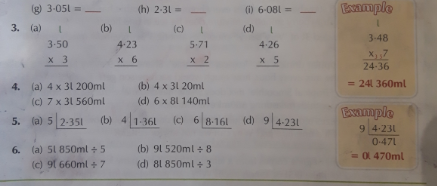 (g) 3·05l = ___ (h) 2·3l = ___ (i) 6·08l = ___
3. (a) l (b) l (c) l (d) l
3·50 4·23 5·71 4·26
x 3 x 6 x 2 x 5
4. (a) 4 x 3l 200ml (b) 4 x 3l 20ml
(c) 7 x 3l 560ml (d) 6 x 8l 140ml
5. (a) 5 2·35l (b) 4 1·36l (c) 6 8·16l (d) 9 4·23l
6. (a) 5l 850ml ÷ 5 (b) 9l 520ml ÷ 8
(c) 9l 660ml ÷ 7 (d) 8l 850ml ÷ 3
Example
l
3·48
x 7
24·36
= 24l 360ml
Example
9 4·23l
0·47l
= 0l 470ml